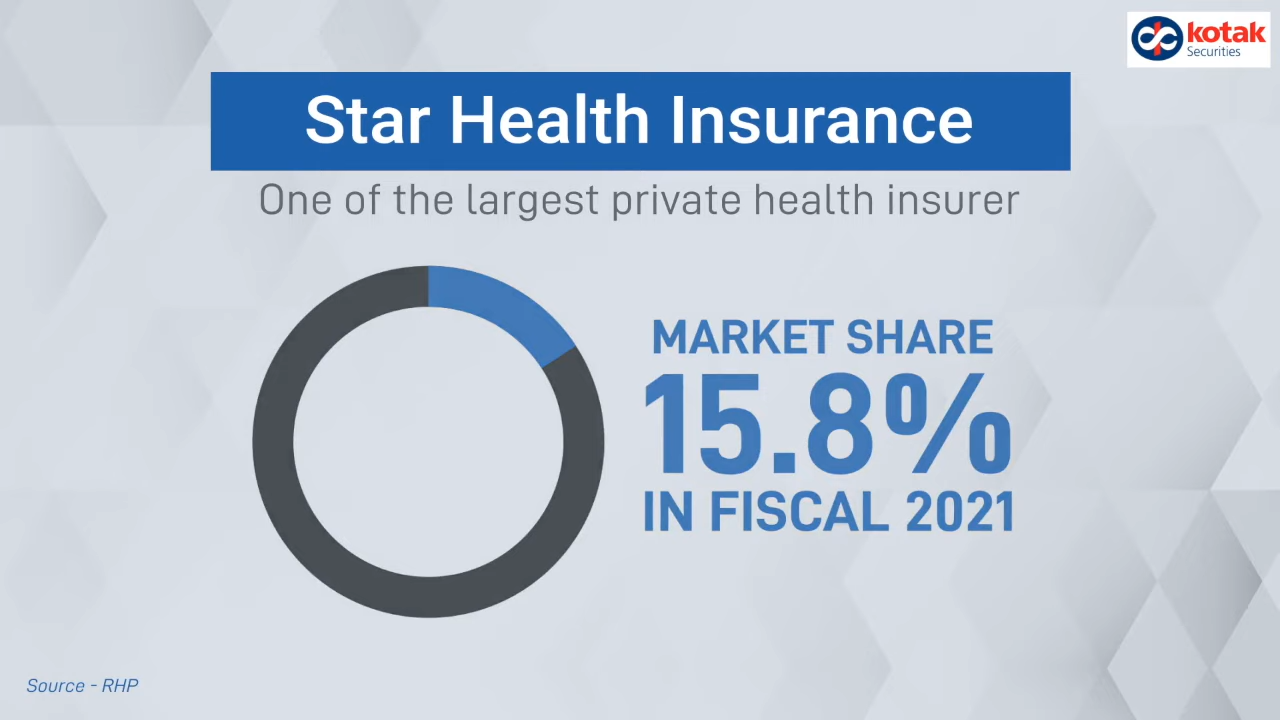 kotak
Securities
Star Health Insurance
One of the largest private health insurer
MARKET SHARE
15.8%
IN FISCAL 2021
Source - RHP